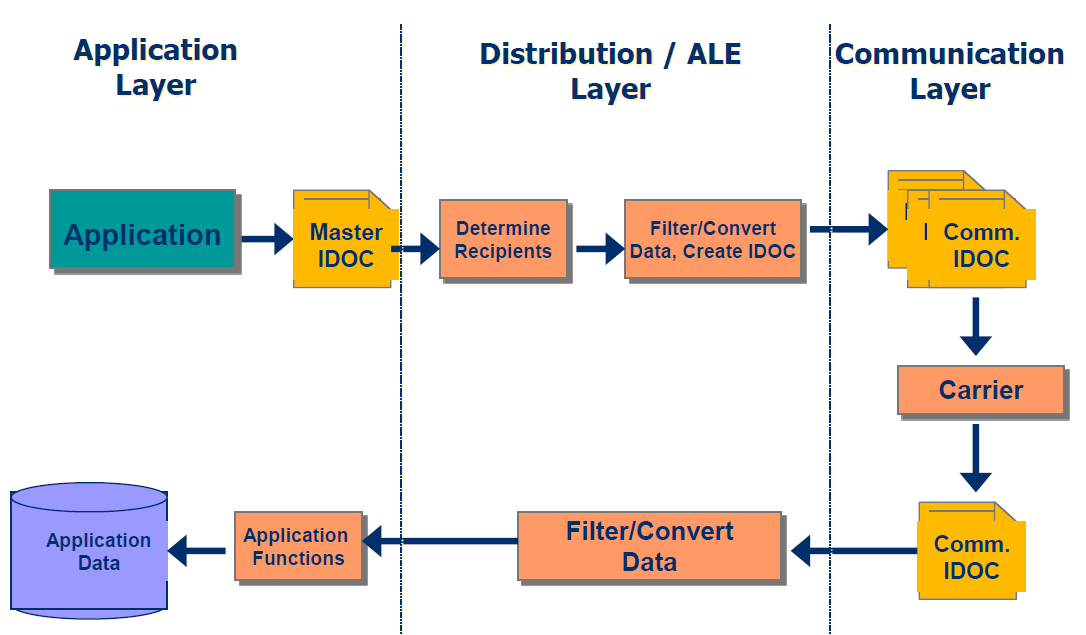 Application
Layer
Distribution / ALE
Layer
Communication
Layer
Application
Master
IDOC
Determine
Recipients
Filter/Convert
Data, Create IDOC
Comm.
IDOC
Carrier
Application
Data
Application
Functions
Filter/Convert
Data
Comm.
IDOC